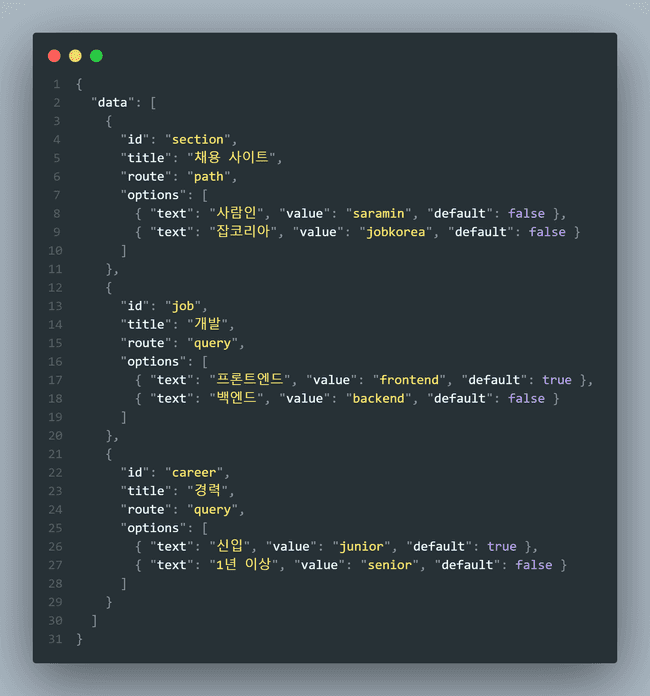 1 {
2 "data": [
3 {
4 "id": "section",
5 "title": "채용 사이트",
6 "route": "path",
7 "options": [
8 { "text": "사람인", "value": "saramin", "default": false },
9 { "text": "잡코리아", "value": "jobkorea", "default": false }
10 ]
11 },
12 {
13 "id": "job",
14 "title": "개발",
15 "route": "query",
16 "options": [
17 { "text": "프론트엔드", "value": "frontend", "default": true },
18 { "text": "백엔드", "value": "backend", "default": false }
19 ]
20 },
21 {
22 "id": "career",
23 "title": "경력",
24 "route": "query",
25 "options": [
26 { "text": "신입", "value": "junior", "default": true },
27 { "text": "1년 이상", "value": "senior", "default": false }
28 ]
29 }
30 ]
31 }